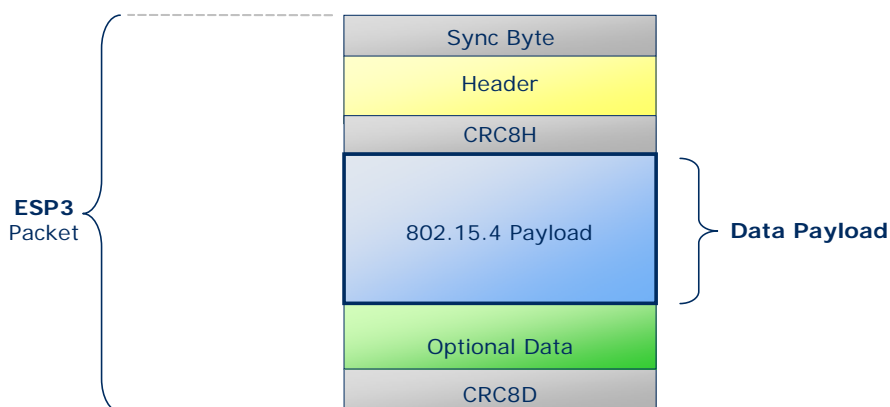 Sync Byte
Header
CRC8H
ESP3
Packet
802.15.4 Payload
Data Payload
Optional Data
CRC8D